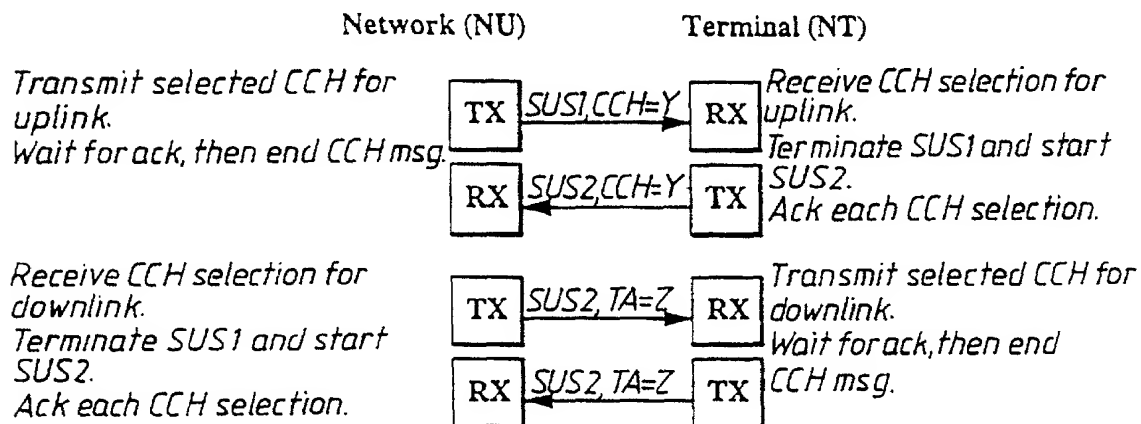 Network (NU) Terminal (NT)
Transmit selected CCH for
uplink.
Wait for ack, then end CCH msg.
TX SUS1,CCH=Y RX
RX SUS2,CCH=Y TX
Receive CCH selection for
uplink.
Terminate SUS1 and start
SUS2.
Ack each CCH selection.
Receive CCH selection for
downlink.
Terminate SUS1 and start
SUS2.
Ack each CCH selection.
TX SUS2, TA=Z RX
RX SUS2, TA=Z TX
Transmit selected CCH for
downlink.
Wait for ack, then end
CCH msg.